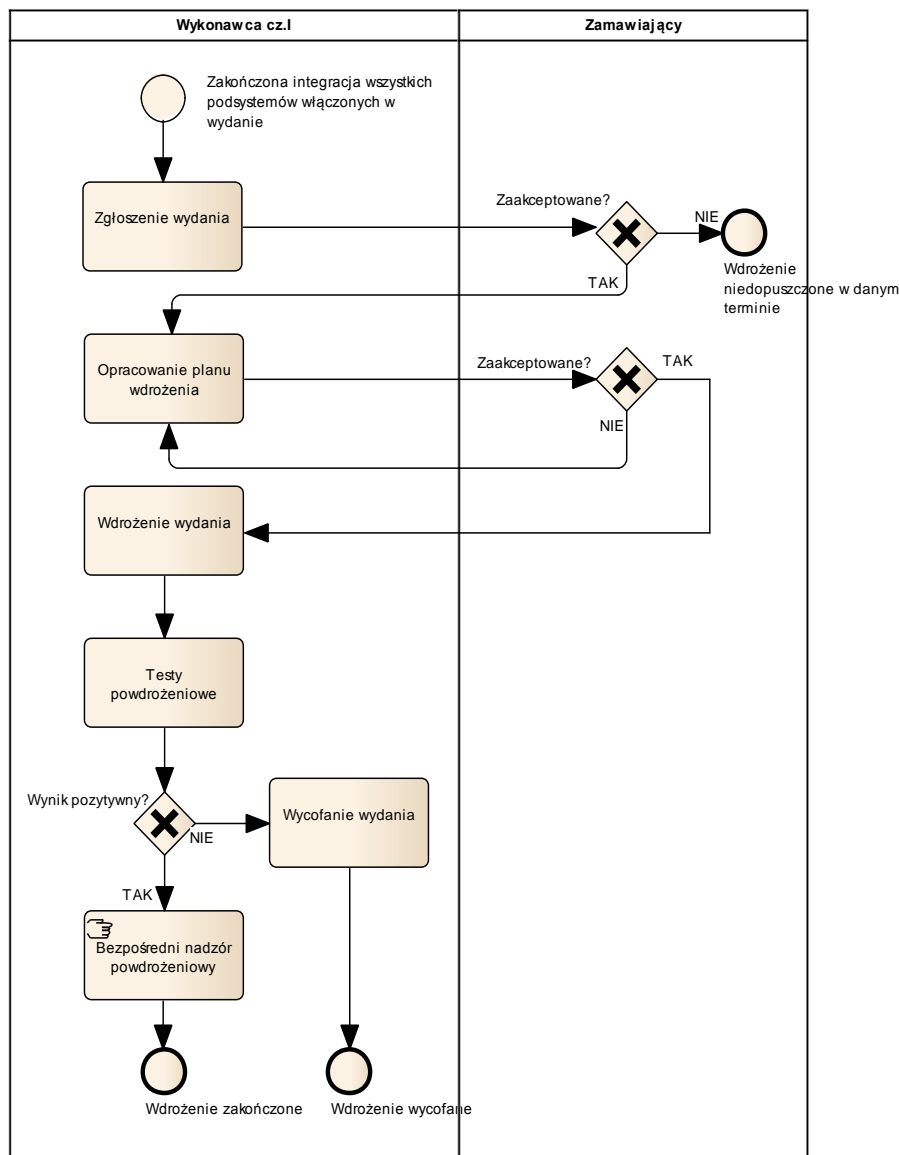 Wykonawca cz.I
Zamawiający
Zakończona integracja wszystkich
podsystemów włączonych w
wydanie
Zgłoszenie wydania
Zaakceptowane?
NIE
Wdrożenie
niedopuszczone w danym
terminie
TAK
Opracowanie planu
wdrożenia
Zaakceptowane?
TAK
NIE
Wdrożenie wydania
Testy
powdrożeniowe
Wynik pozytywny?
NIE
Wycofanie wydania
TAK
Bezpośredni nadzór
powdrożeniowy
Wdrożenie zakończone
Wdrożenie wycofane